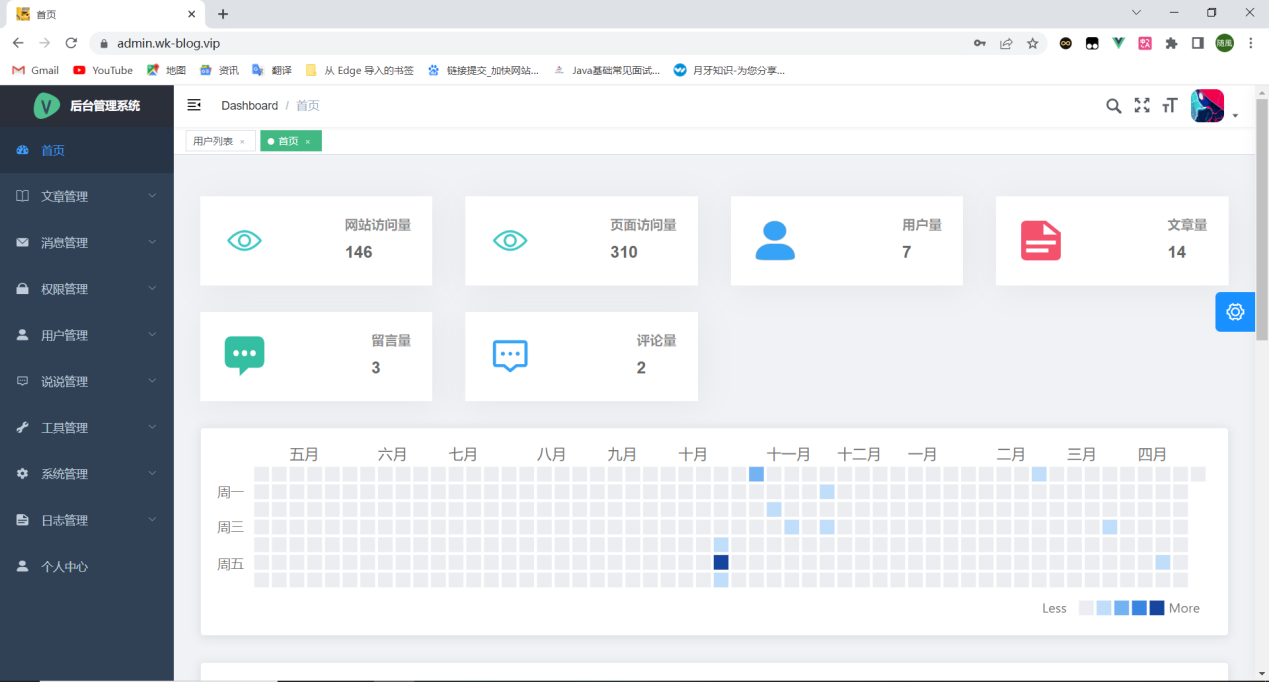 首页
admin.wk-blog.vip
随風
Gmail
YouTube
地图
资讯
翻译
从 Edge 导入的书签
链接提交_加快网站...
Java基础常见面试...
月牙知识-为您分享...
V 后台管理系统
Dashboard / 首页
用户列表 ×
首页 ×
首页
文章管理
消息管理
权限管理
用户管理
说说管理
工具管理
系统管理
日志管理
个人中心
网站访问量
146
页面访问量
310
用户量
7
文章量
14
留言量
3
评论量
2
五月 六月 七月 八月 九月 十月 十一月 十二月 一月 二月 三月 四月
周一
周三
周五
Less More